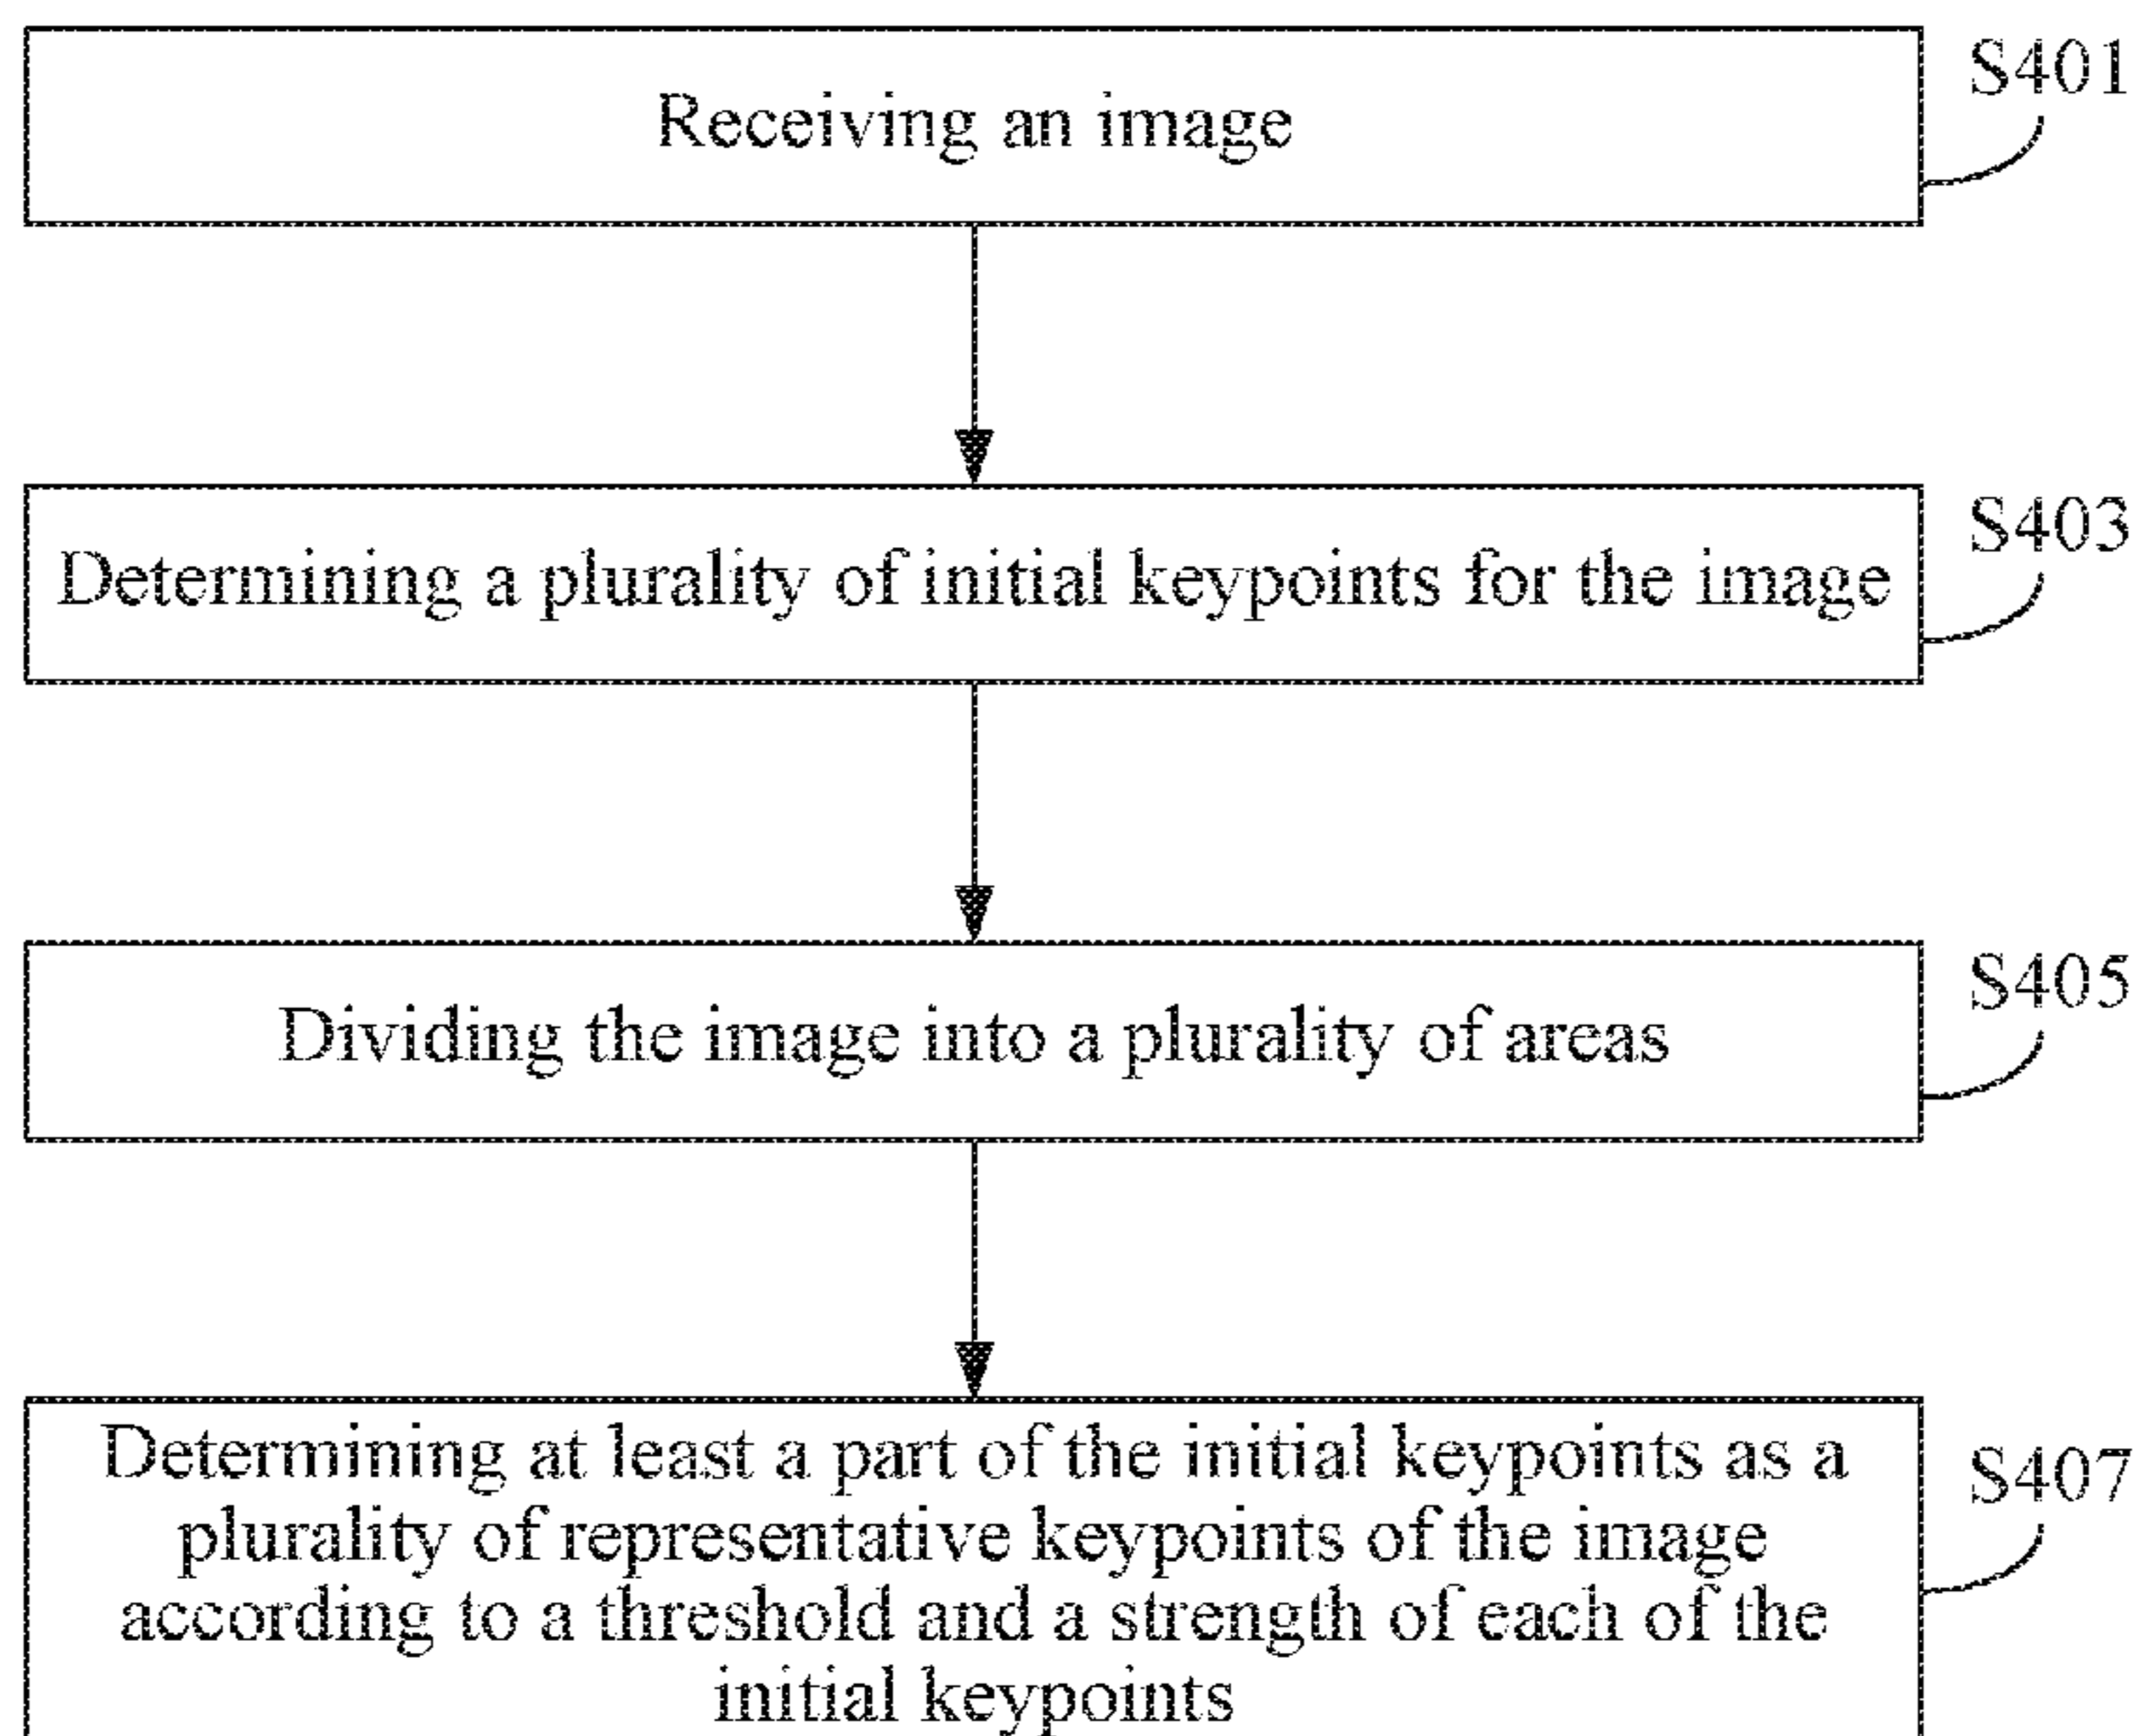 Receiving an image
S401
Determining a plurality of initial keypoints for the image
S403
Dividing the image into a plurality of areas
S405
Determining at least a part of the initial keypoints as a
plurality of representative keypoints of the image
according to a threshold and a strength of each of the
initial keypoints
S407